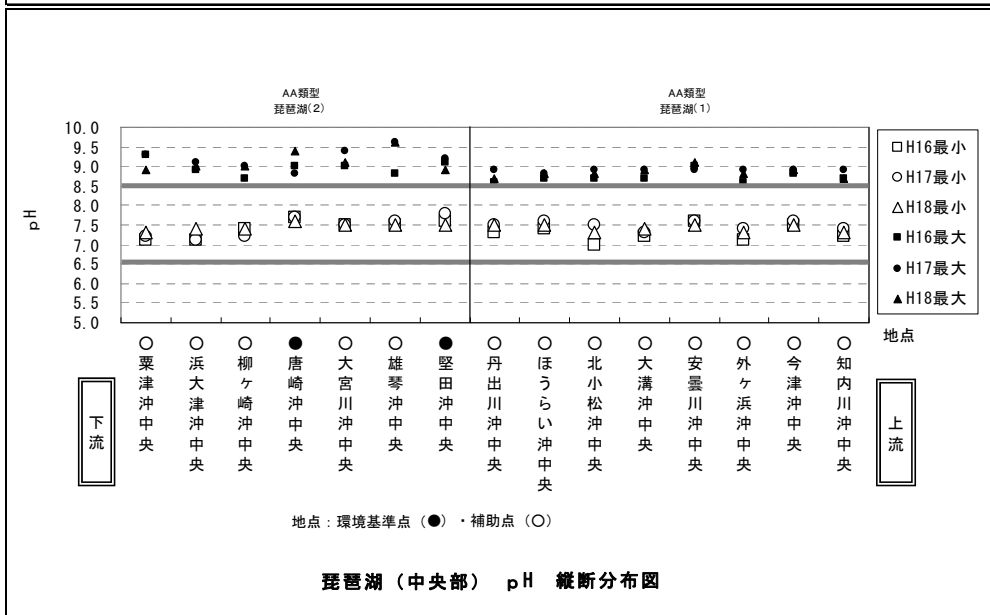 AA類型
琵琶湖(2)
AA類型
琵琶湖(1)
pH
10.0
9.5
9.0
8.5
8.0
7.5
7.0
6.5
6.0
5.5
5.0
H16最小
H17最小
H18最小
H16最大
H17最大
H18最大
地点
粟津沖中央
浜大津沖中央
柳ヶ崎沖中央
唐崎沖中央
大宮川沖中央
雄琴沖中央
堅田沖中央
丹出川沖中央
ほうらい沖中央
北小松沖中央
大溝沖中央
安曇川沖中央
外ヶ浜沖中央
今津沖中央
知内川沖中央
下流
上流
地点：環境基準点（●）・補助点（○）
琵琶湖（中央部） pH 縦断分布図